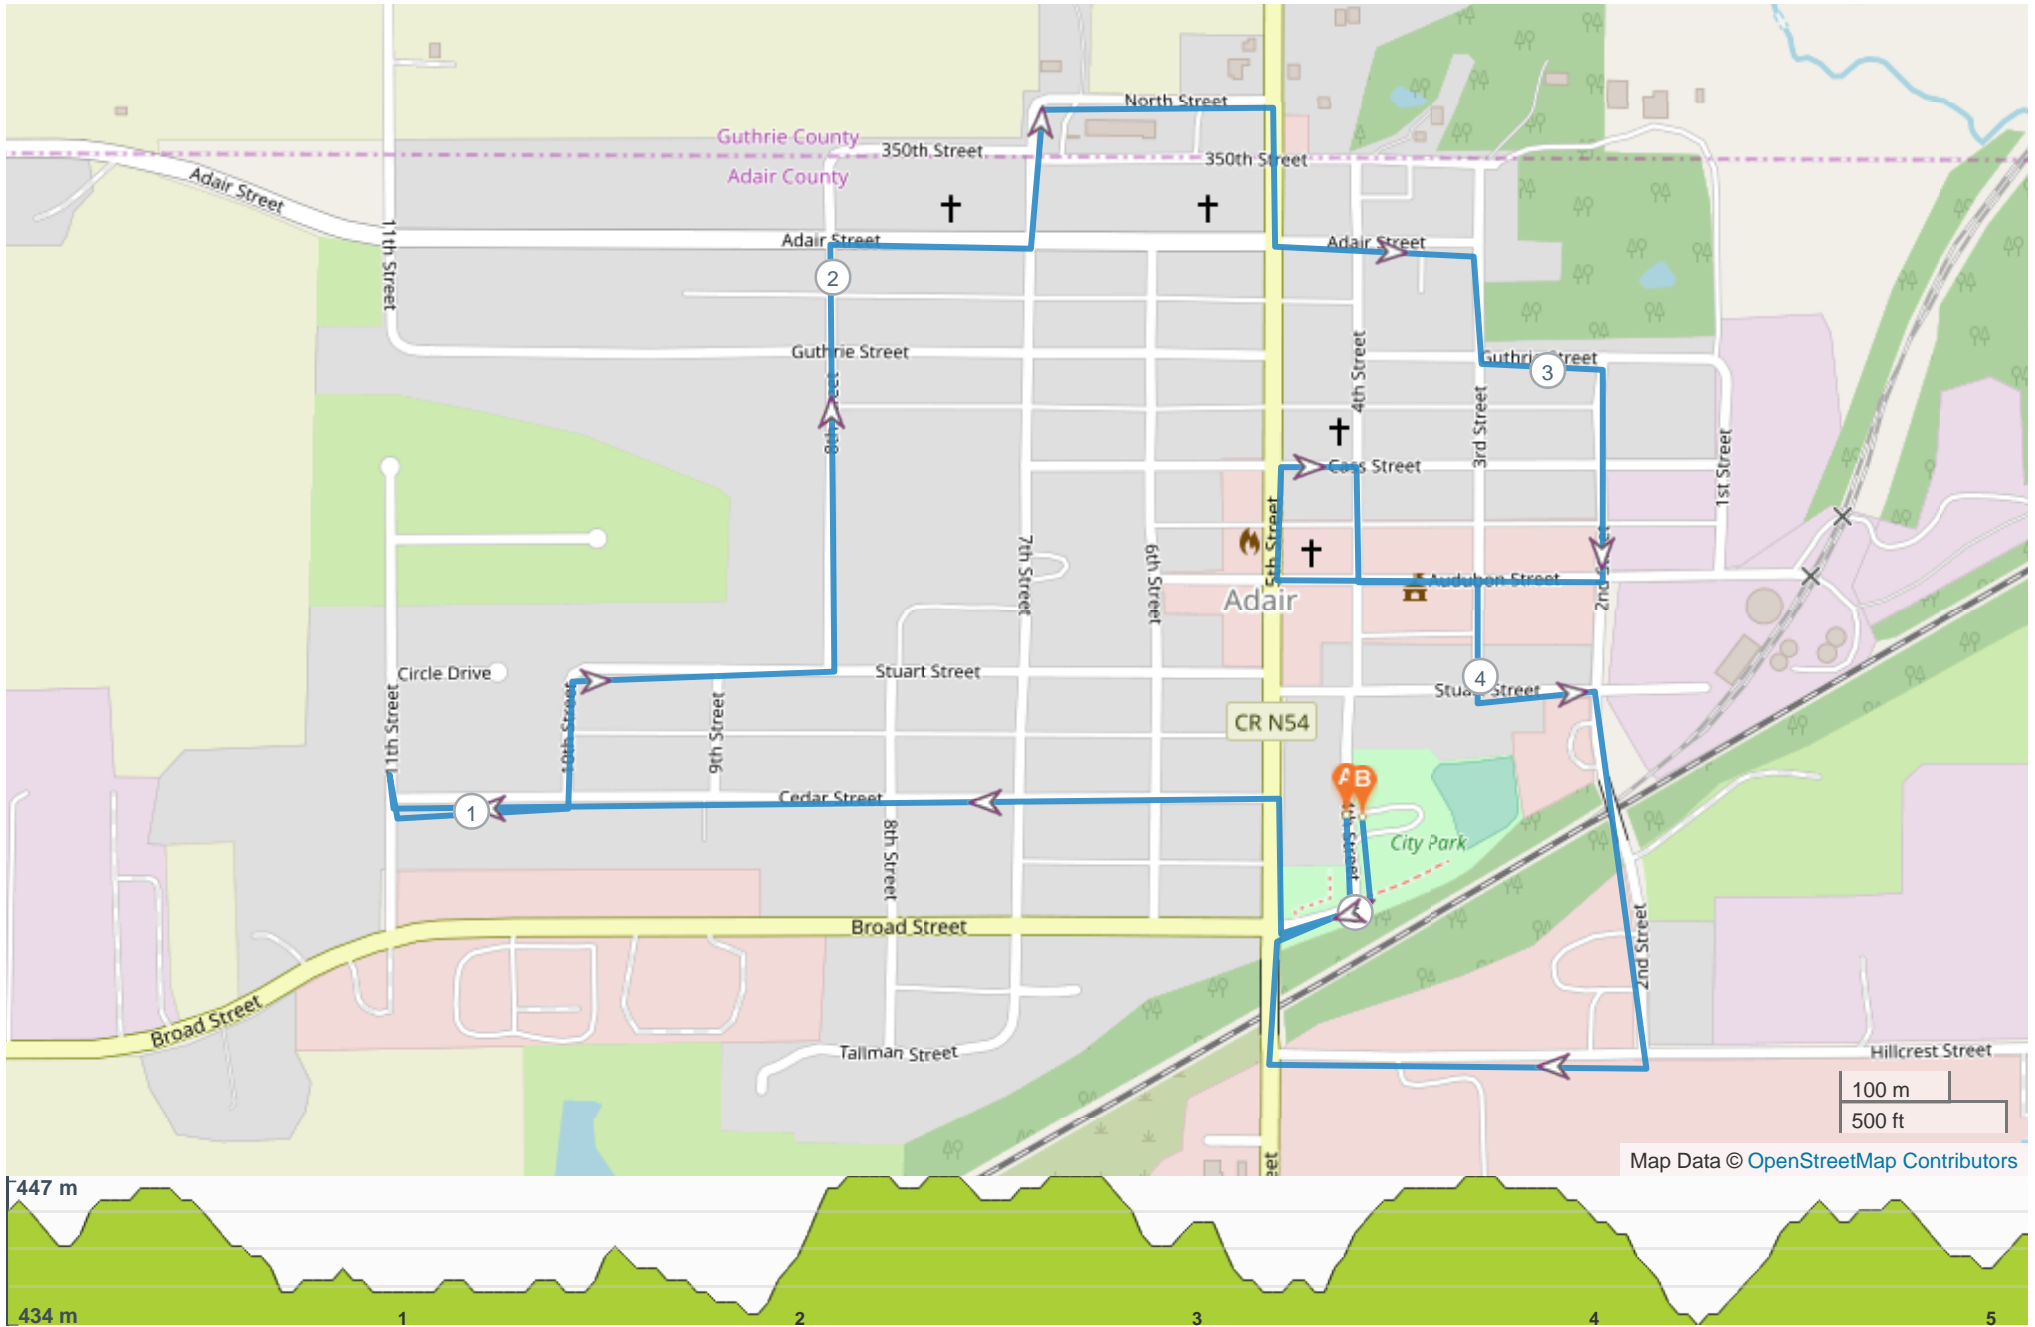 North Street
Guthrie County
350th Street
350th Street
Adair County
Adair Street
11th Street
Adair Street
Adair Street
2
Guthrie Street
Guthrie Street
3
4th Street
3rd Street
Cass Street
1st Street
5th Street
7th Street
6th Street
Audubon Street
2nd Street
Adair
Circle Drive
Stuart Street
4
Stuart Street
11th Street
10th Street
9th Street
CR N54
A
B
Cedar Street
1
4th Street
City Park
8th Street
Broad Street
2nd Street
Broad Street
Tallman Street
Hillcrest Street
100 m
500 ft
Map Data © OpenStreetMap Contributors
447 m
434 m
1
2
3
4
5